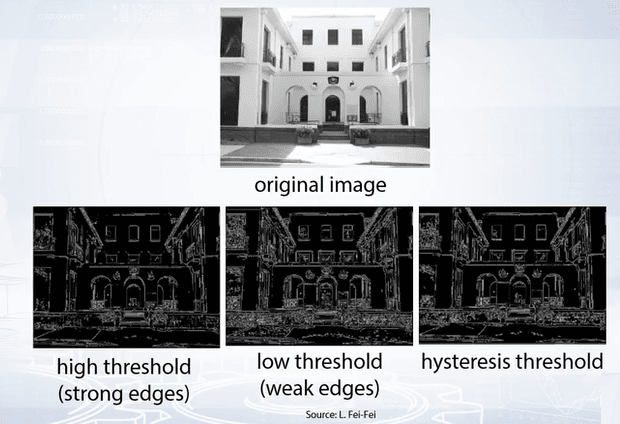 original image
high threshold
(strong edges)
low threshold
(weak edges)
hysteresis threshold
Source: L. Fei-Fei